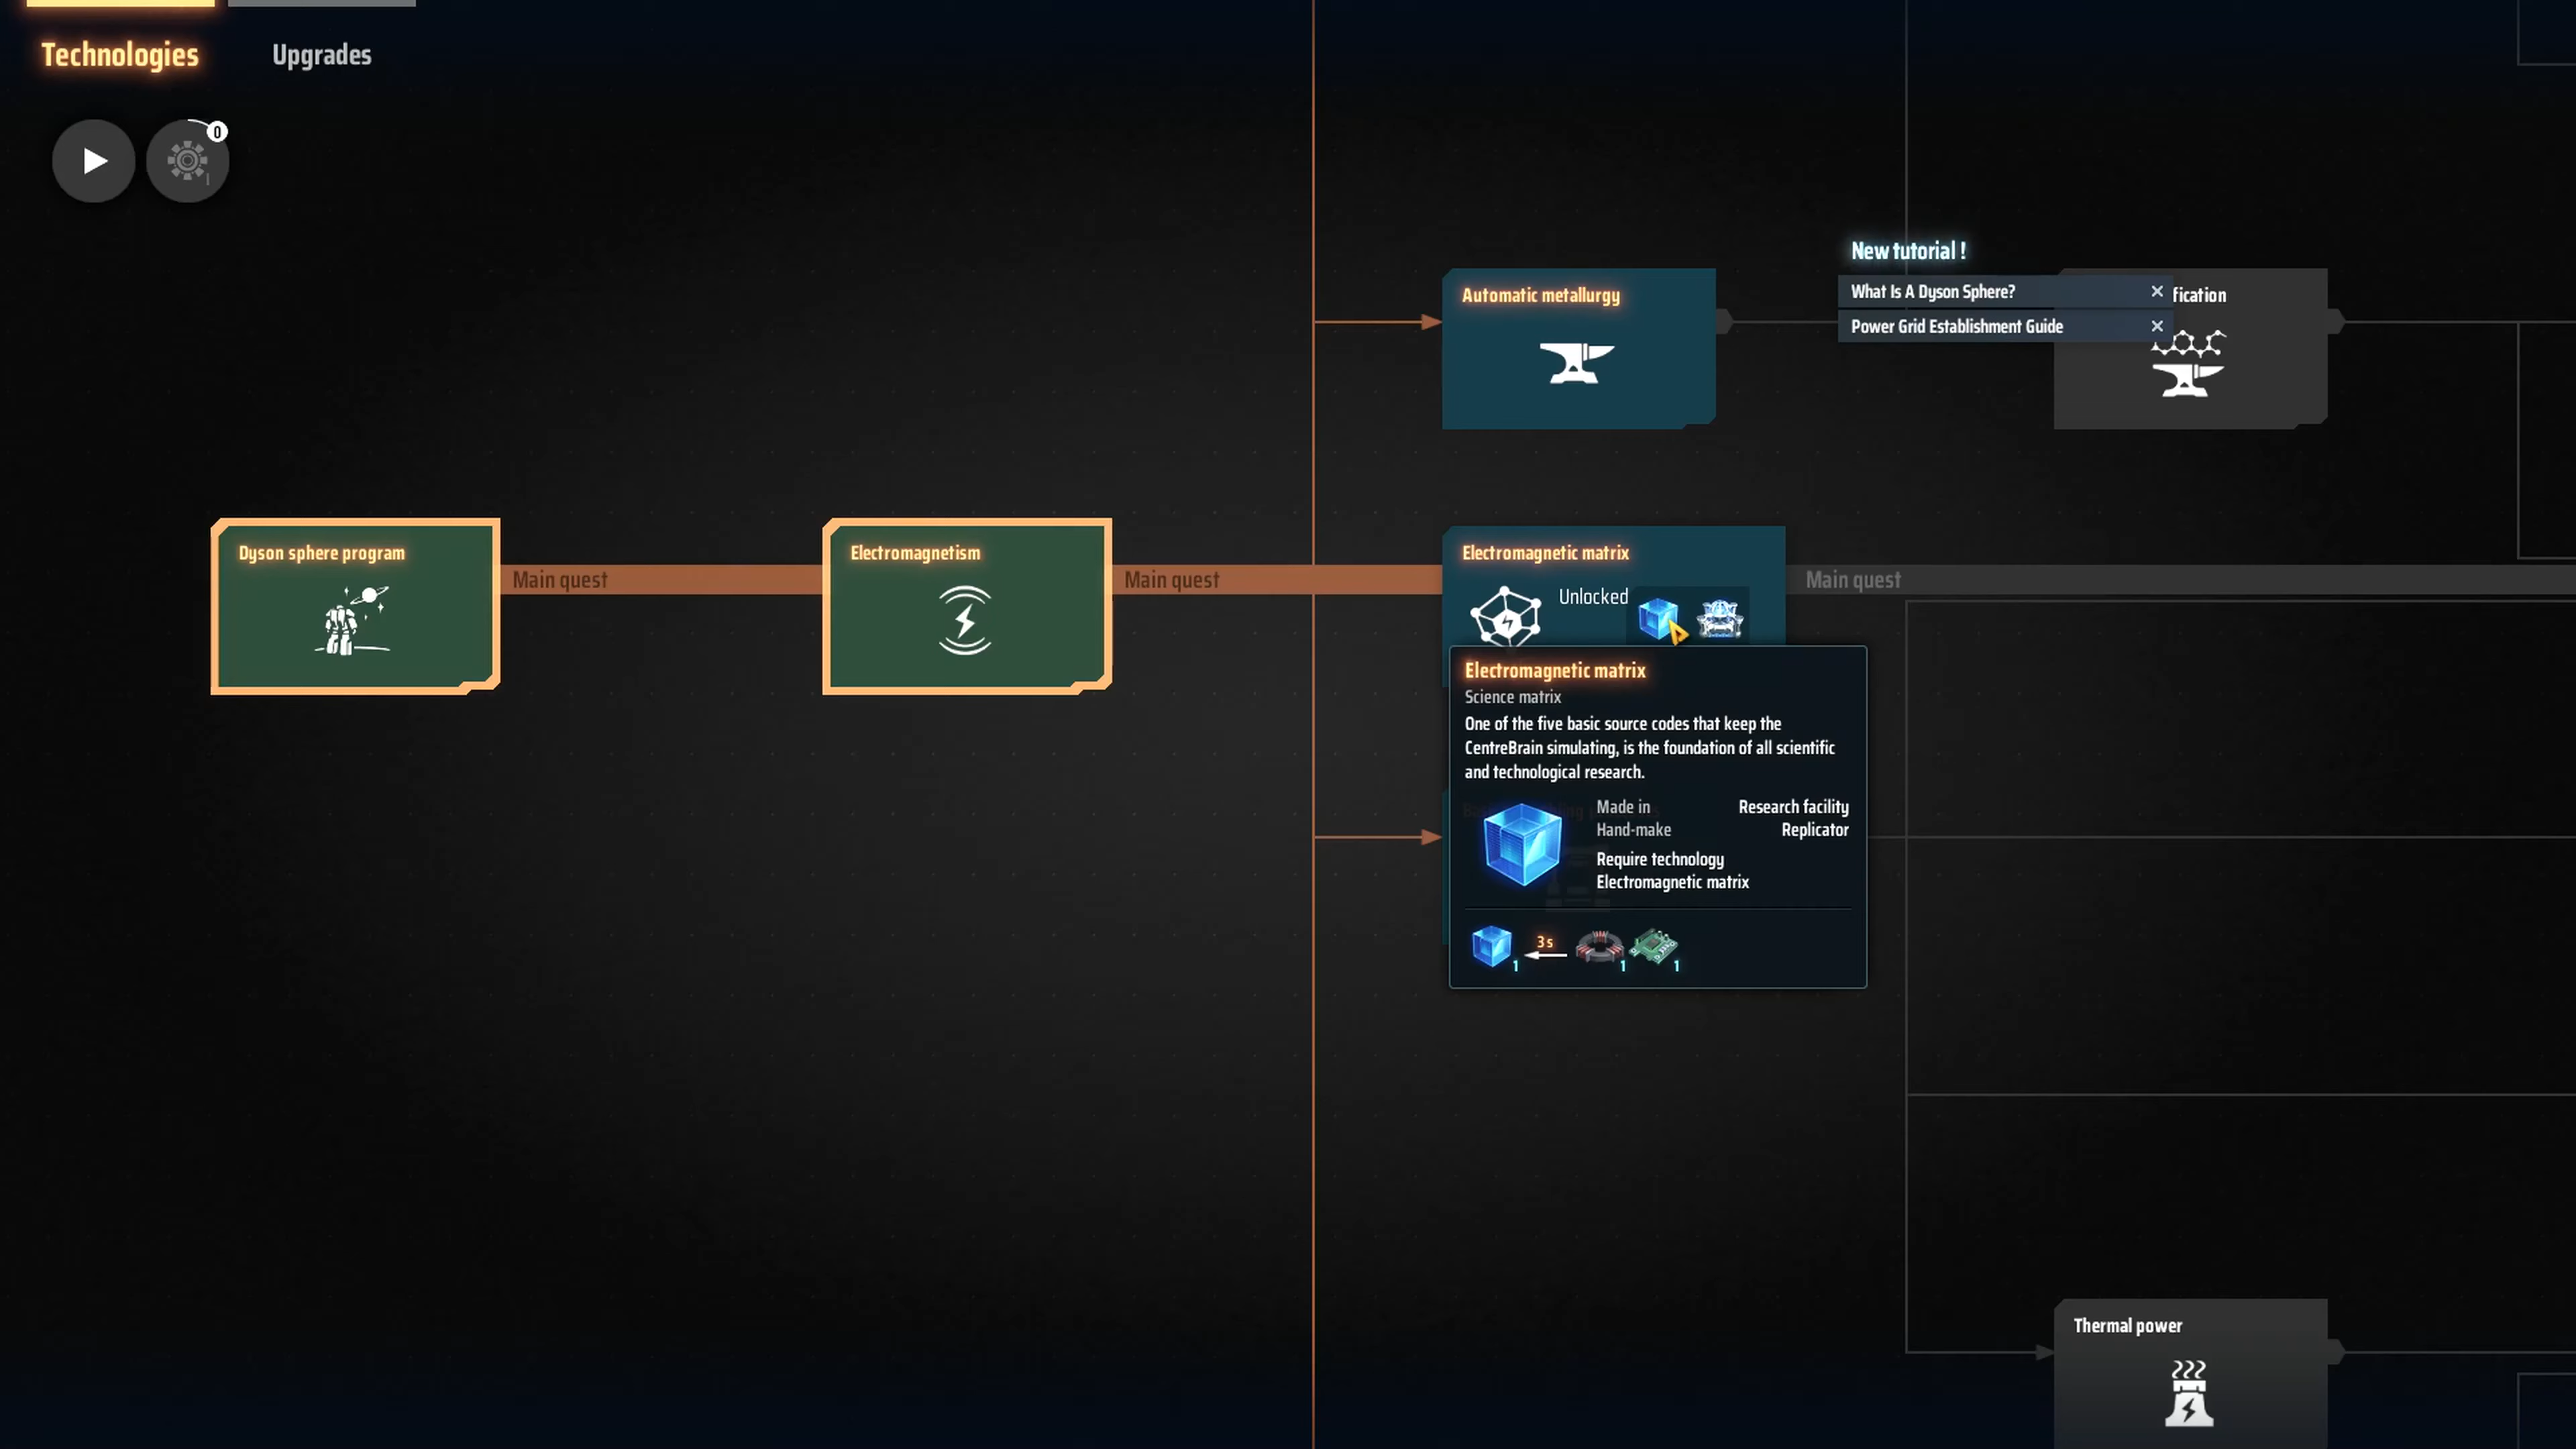 Technologies
Upgrades
0
New tutorial !
What Is A Dyson Sphere?
Power Grid Establishment Guide
Automatic metallurgy
fication
Dyson sphere program
Main quest
Electromagnetism
Main quest
Electromagnetic matrix
Unlocked
Main quest
Electromagnetic matrix
Science matrix
One of the five basic source codes that keep the
CentreBrain simulating, is the foundation of all scientific
and technological research.
Made in Research facility
Hand-make Replicator
Require technology
Electromagnetic matrix
1 3 s 1 1
Thermal power